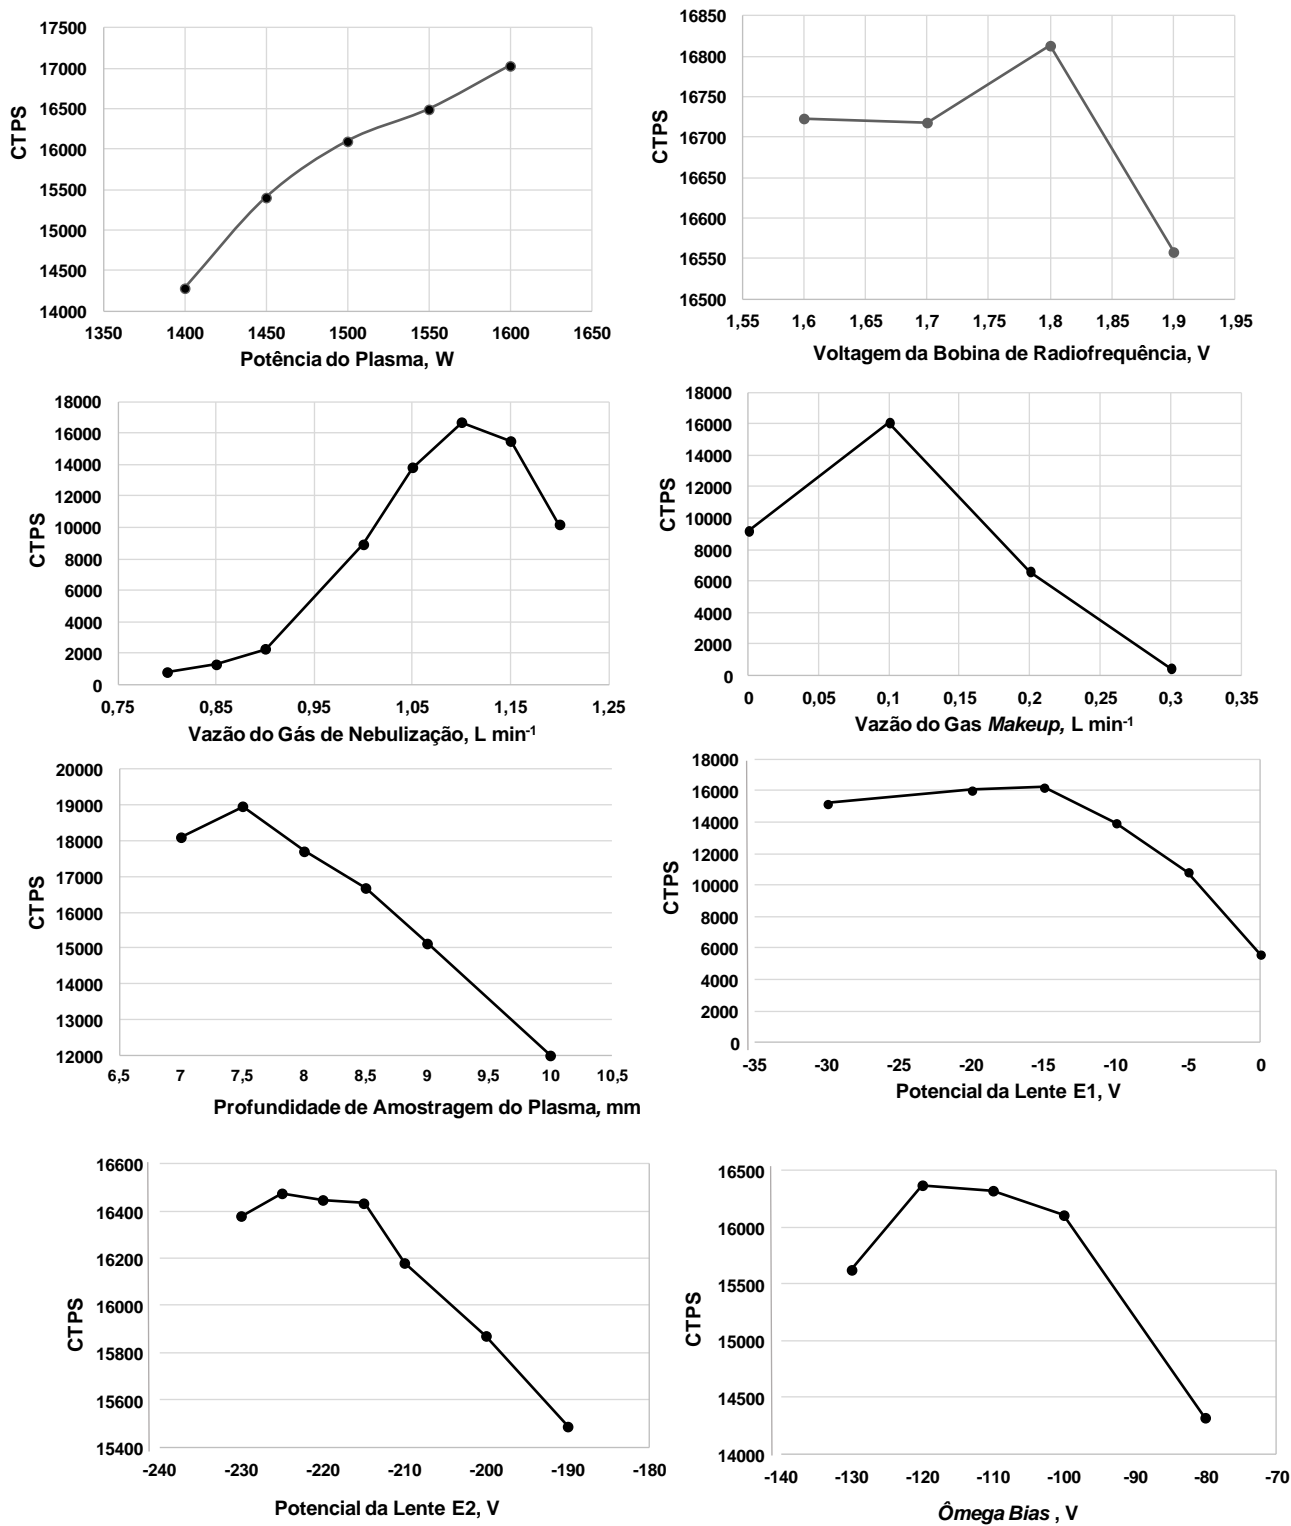 17500
17000
16500
16000
15500
15000
14500
14000
CTPS
1350 1400 1450 1500 1550 1600 1650
Potência do Plasma, W
16850
16800
16750
16700
16650
16600
16550
16500
CTPS
1,55 1,6 1,65 1,7 1,75 1,8 1,85 1,9 1,95
Voltagem da Bobina de Radiofrequência, V
18000
16000
14000
12000
10000
8000
6000
4000
2000
0
CTPS
0,75 0,85 0,95 1,05 1,15 1,25
Vazão do Gás de Nebulização, L min-1
18000
16000
14000
12000
10000
8000
6000
4000
2000
0
CTPS
0 0,05 0,1 0,15 0,2 0,25 0,3 0,35
Vazão do Gas Makeup, L min-1
20000
19000
18000
17000
16000
15000
14000
13000
12000
CTPS
6,5 7 7,5 8 8,5 9 9,5 10 10,5
Profundidade de Amostragem do Plasma, mm
18000
16000
14000
12000
10000
8000
6000
4000
2000
0
CTPS
-35 -30 -25 -20 -15 -10 -5 0
Potencial da Lente E1, V
16600
16400
16200
16000
15800
15600
15400
CTPS
-240 -230 -220 -210 -200 -190 -180
Potencial da Lente E2, V
16500
16000
15500
15000
14500
14000
CTPS
-140 -130 -120 -110 -100 -90 -80 -70
Ômega Bias , V